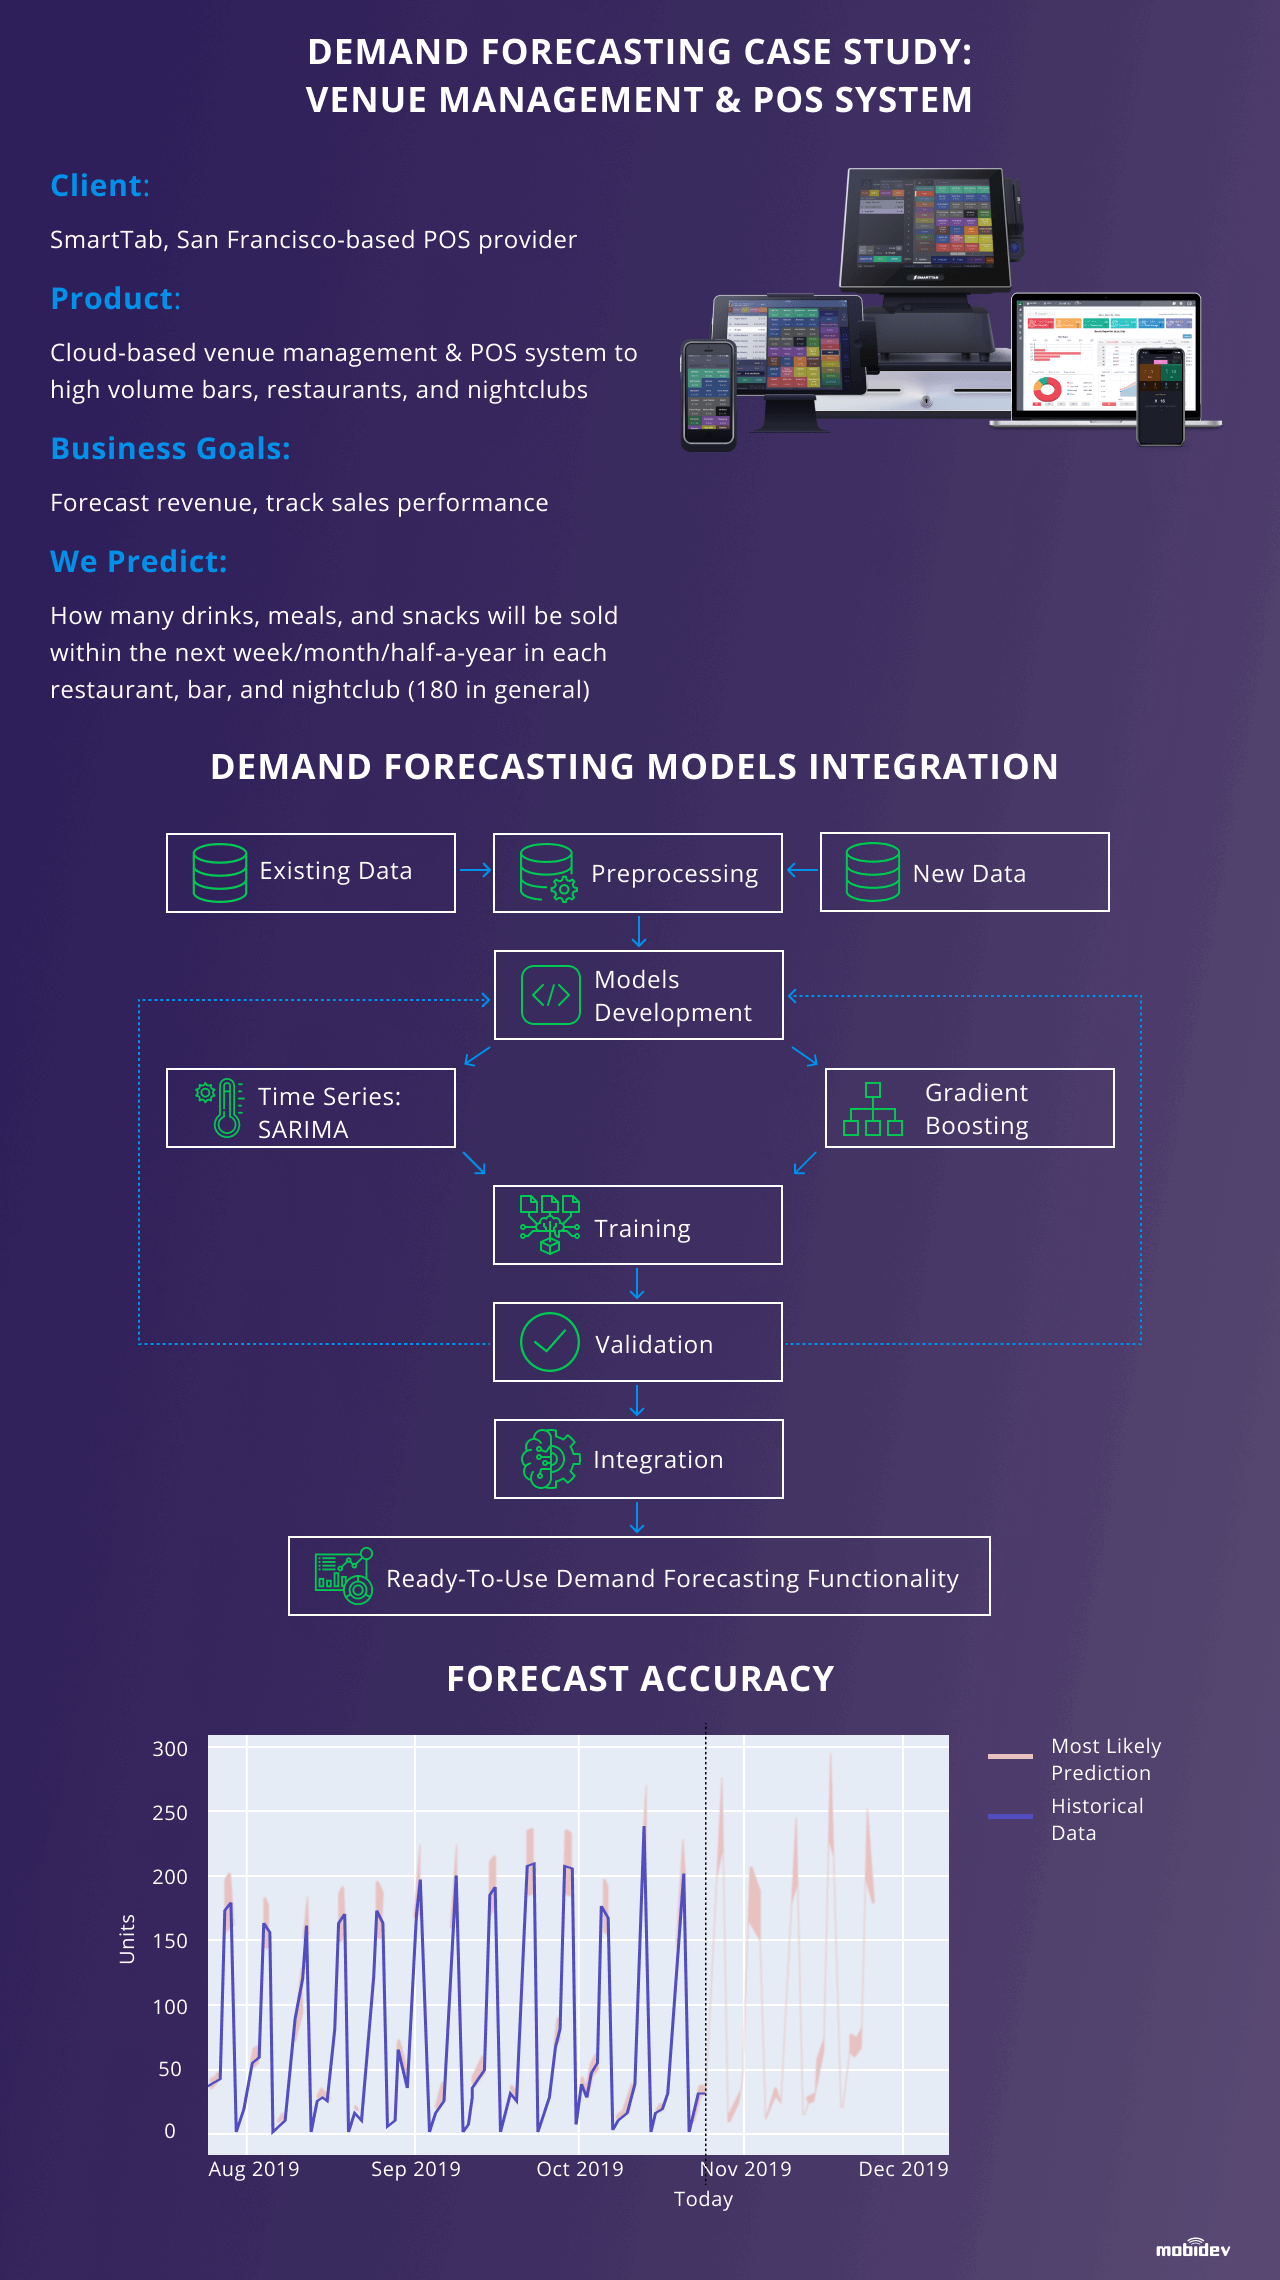 DEMAND FORECASTING CASE STUDY:
VENUE MANAGEMENT & POS SYSTEM
Client:
SmartTab, San Francisco-based POS provider
Product:
Cloud-based venue management & POS system to
high volume bars, restaurants, and nightclubs
Business Goals:
Forecast revenue, track sales performance
We Predict:
How many drinks, meals, and snacks will be sold
within the next week/month/half-a-year in each
restaurant, bar, and nightclub (180 in general)
SMARTTAB
DEMAND FORECASTING MODELS INTEGRATION
Existing Data
Preprocessing
New Data
Models
Development
Time Series:
SARIMA
Gradient
Boosting
Training
Validation
Integration
Ready-To-Use Demand Forecasting Functionality
FORECAST ACCURACY
300
250
200
150
100
50
0
Units
Aug 2019
Sep 2019
Oct 2019
Nov 2019
Dec 2019
Today
Most Likely
Prediction
Historical
Data
mobidev